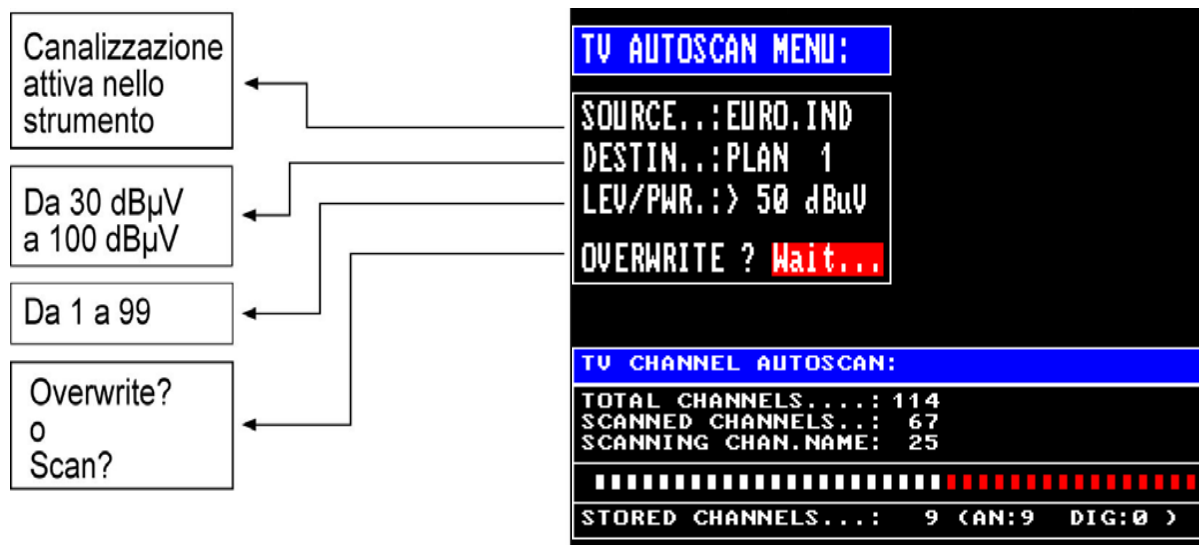 Canalizzazione
attiva nello
strumento
Da 30 dBµV
a 100 dBµV
Da 1 a 99
Overwrite?
o
Scan?
TV AUTOSCAN MENU:
SOURCE..:EURO.IND
DESTIN..:PLAN 1
LEV/PWR.:> 50 dBuV
OVERWRITE ? Wait...
TV CHANNEL AUTOSCAN:
TOTAL CHANNELS....: 114
SCANNED CHANNELS..: 67
SCANNING CHAN.NAME: 25
STORED CHANNELS...: 9 (AN:9 DIG:0 )